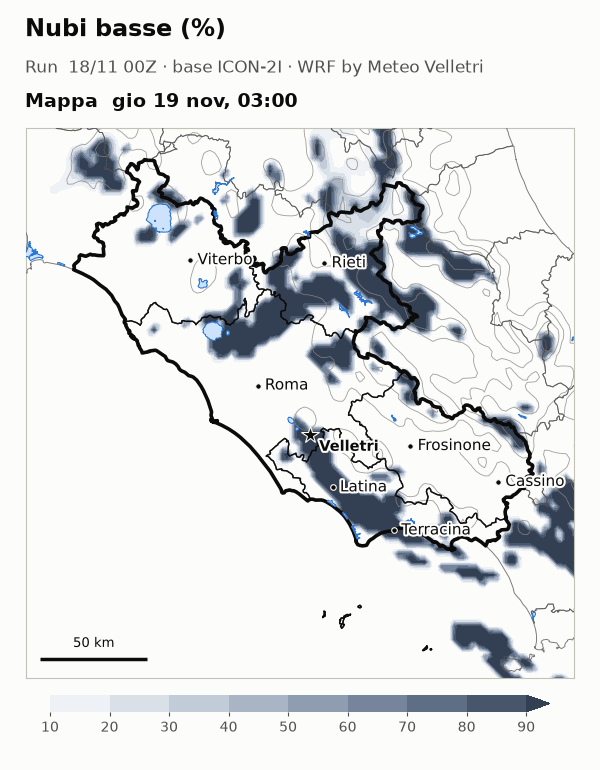 Nubi basse (%)
Run  18/11 00Z · base ICON-2I · WRF by Meteo Velletri
Mappa  gio 19 nov, 03:00
Viterbo
Rieti
Roma
Velletri
Frosinone
Latina
Cassino
Terracina
50 km
10 20 30 40 50 60 70 80 90